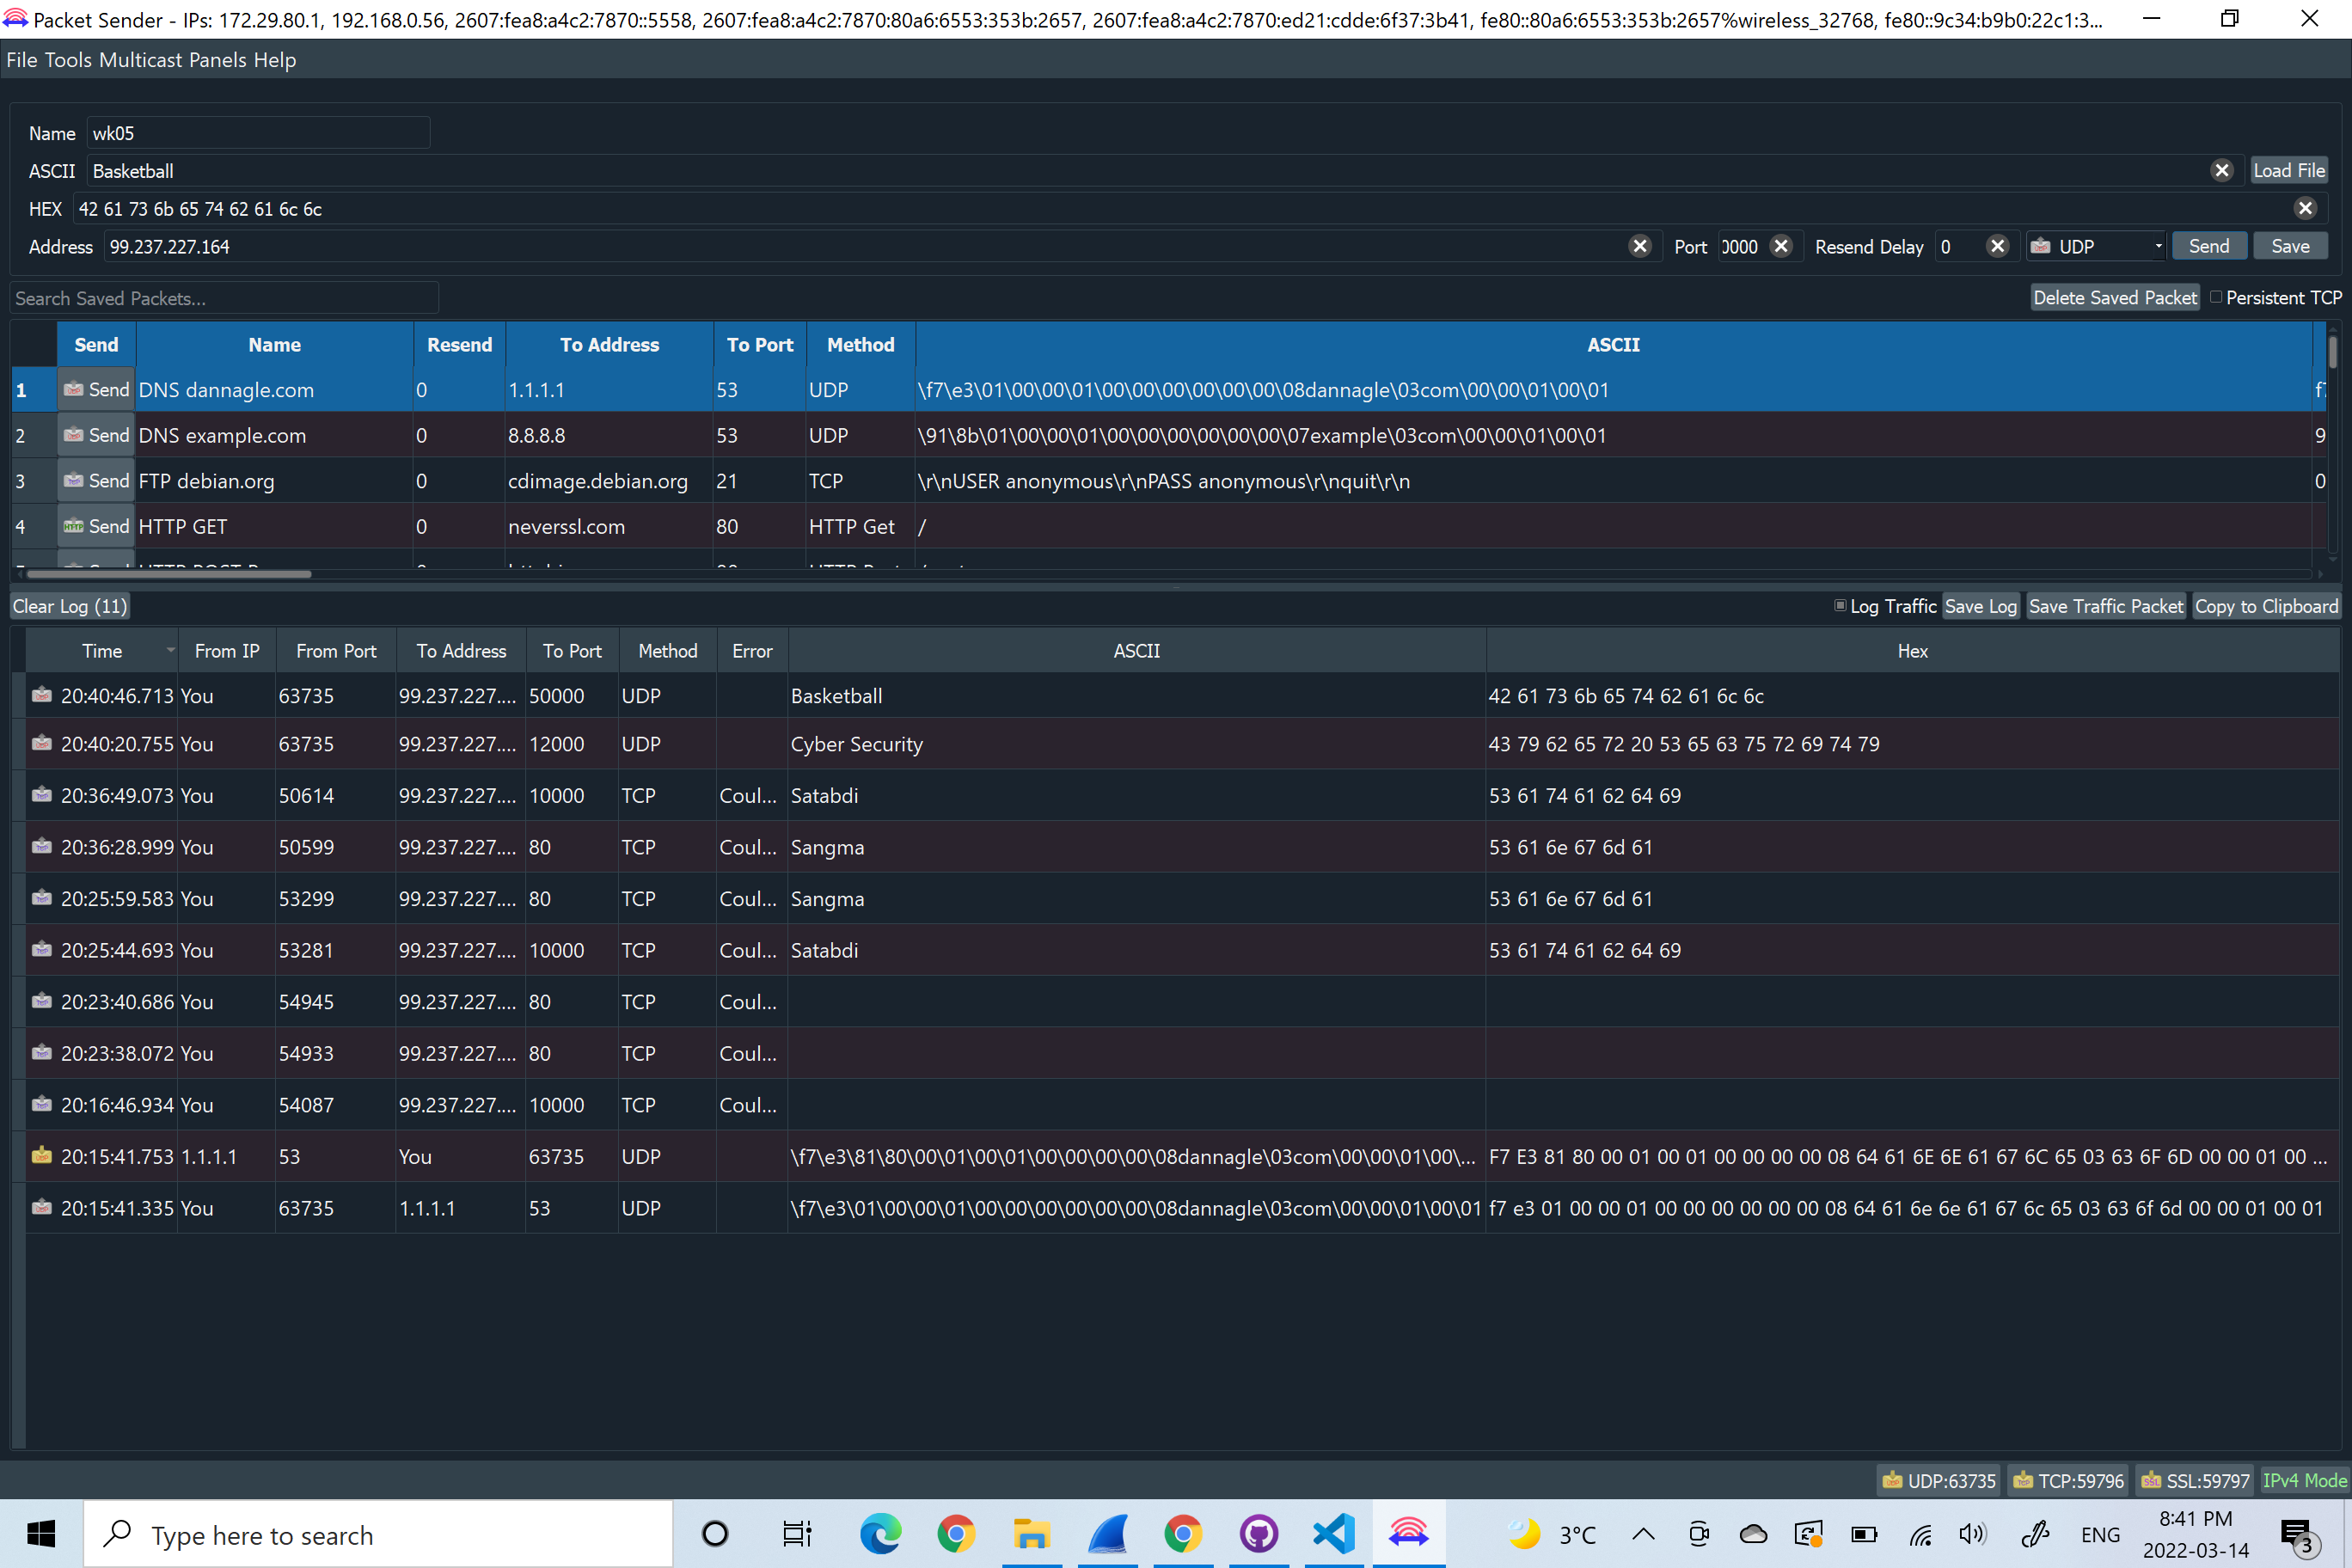 Packet Sender - IPs: 172.29.80.1, 192.168.0.56, 2607:fea8:a4c2:7870::5558, 2607:fea8:a4c2:7870:80a6:6553:353b:2657, 2607:fea8:a4c2:7870:ed21:cdde:6f37:3b41, fe80::80a6:6553:353b:2657%wireless_32768, fe80::9c34:b9b0:22c1:3...
File Tools Multicast Panels Help
Name wk05
ASCII Basketball Load File
HEX 42 61 73 6b 65 74 62 61 6c 6c
Address 99.237.227.164 Port 0000 Resend Delay 0 UDP Send Save
Search Saved Packets... Delete Saved Packet Persistent TCP
Send Name Resend To Address To Port Method ASCII
1 Send DNS dannagle.com 0 1.1.1.1 53 UDP \f7\e3\01\00\00\01\00\00\00\00\00\00\08dannagle\03com\00\00\01\00\01 f7
2 Send DNS example.com 0 8.8.8.8 53 UDP \91\8b\01\00\00\01\00\00\00\00\00\00\07example\03com\00\00\01\00\01 9
3 Send FTP debian.org 0 cdimage.debian.org 21 TCP \r\nUSER anonymous\r\nPASS anonymous\r\nquit\r\n 0
4 Send HTTP GET 0 neverssl.com 80 HTTP Get /
Clear Log (11) Log Traffic Save Log Save Traffic Packet Copy to Clipboard
Time From IP From Port To Address To Port Method Error ASCII Hex
20:40:46.713 You 63735 99.237.227.... 50000 UDP Basketball 42 61 73 6b 65 74 62 61 6c 6c
20:40:20.755 You 63735 99.237.227.... 12000 UDP Cyber Security 43 79 62 65 72 20 53 65 63 75 72 69 74 79
20:36:49.073 You 50614 99.237.227.... 10000 TCP Coul... Satabdi 53 61 74 61 62 64 69
20:36:28.999 You 50599 99.237.227.... 80 TCP Coul... Sangma 53 61 6e 67 6d 61
20:25:59.583 You 53299 99.237.227.... 80 TCP Coul... Sangma 53 61 6e 67 6d 61
20:25:44.693 You 53281 99.237.227.... 10000 TCP Coul... Satabdi 53 61 74 61 62 64 69
20:23:40.686 You 54945 99.237.227.... 80 TCP Coul...
20:23:38.072 You 54933 99.237.227.... 80 TCP Coul...
20:16:46.934 You 54087 99.237.227.... 10000 TCP Coul...
20:15:41.753 1.1.1.1 53 You 63735 UDP \f7\e3\81\80\00\01\00\01\00\00\00\00\08dannagle\03com\00\00\01\00\... F7 E3 81 80 00 01 00 01 00 00 00 00 08 64 61 6E 6E 61 67 6C 65 03 63 6F 6D 00 00 01 00 ...
20:15:41.335 You 63735 1.1.1.1 53 UDP \f7\e3\01\00\00\01\00\00\00\00\00\00\08dannagle\03com\00\00\01\00\01 f7 e3 01 00 00 01 00 00 00 00 00 00 08 64 61 6e 6e 61 67 6c 65 03 63 6f 6d 00 00 01 00 01
UDP:63735 TCP:59796 SSL:59797 IPv4 Mode
Type here to search 3°C ENG 8:41 PM
2022-03-14 3